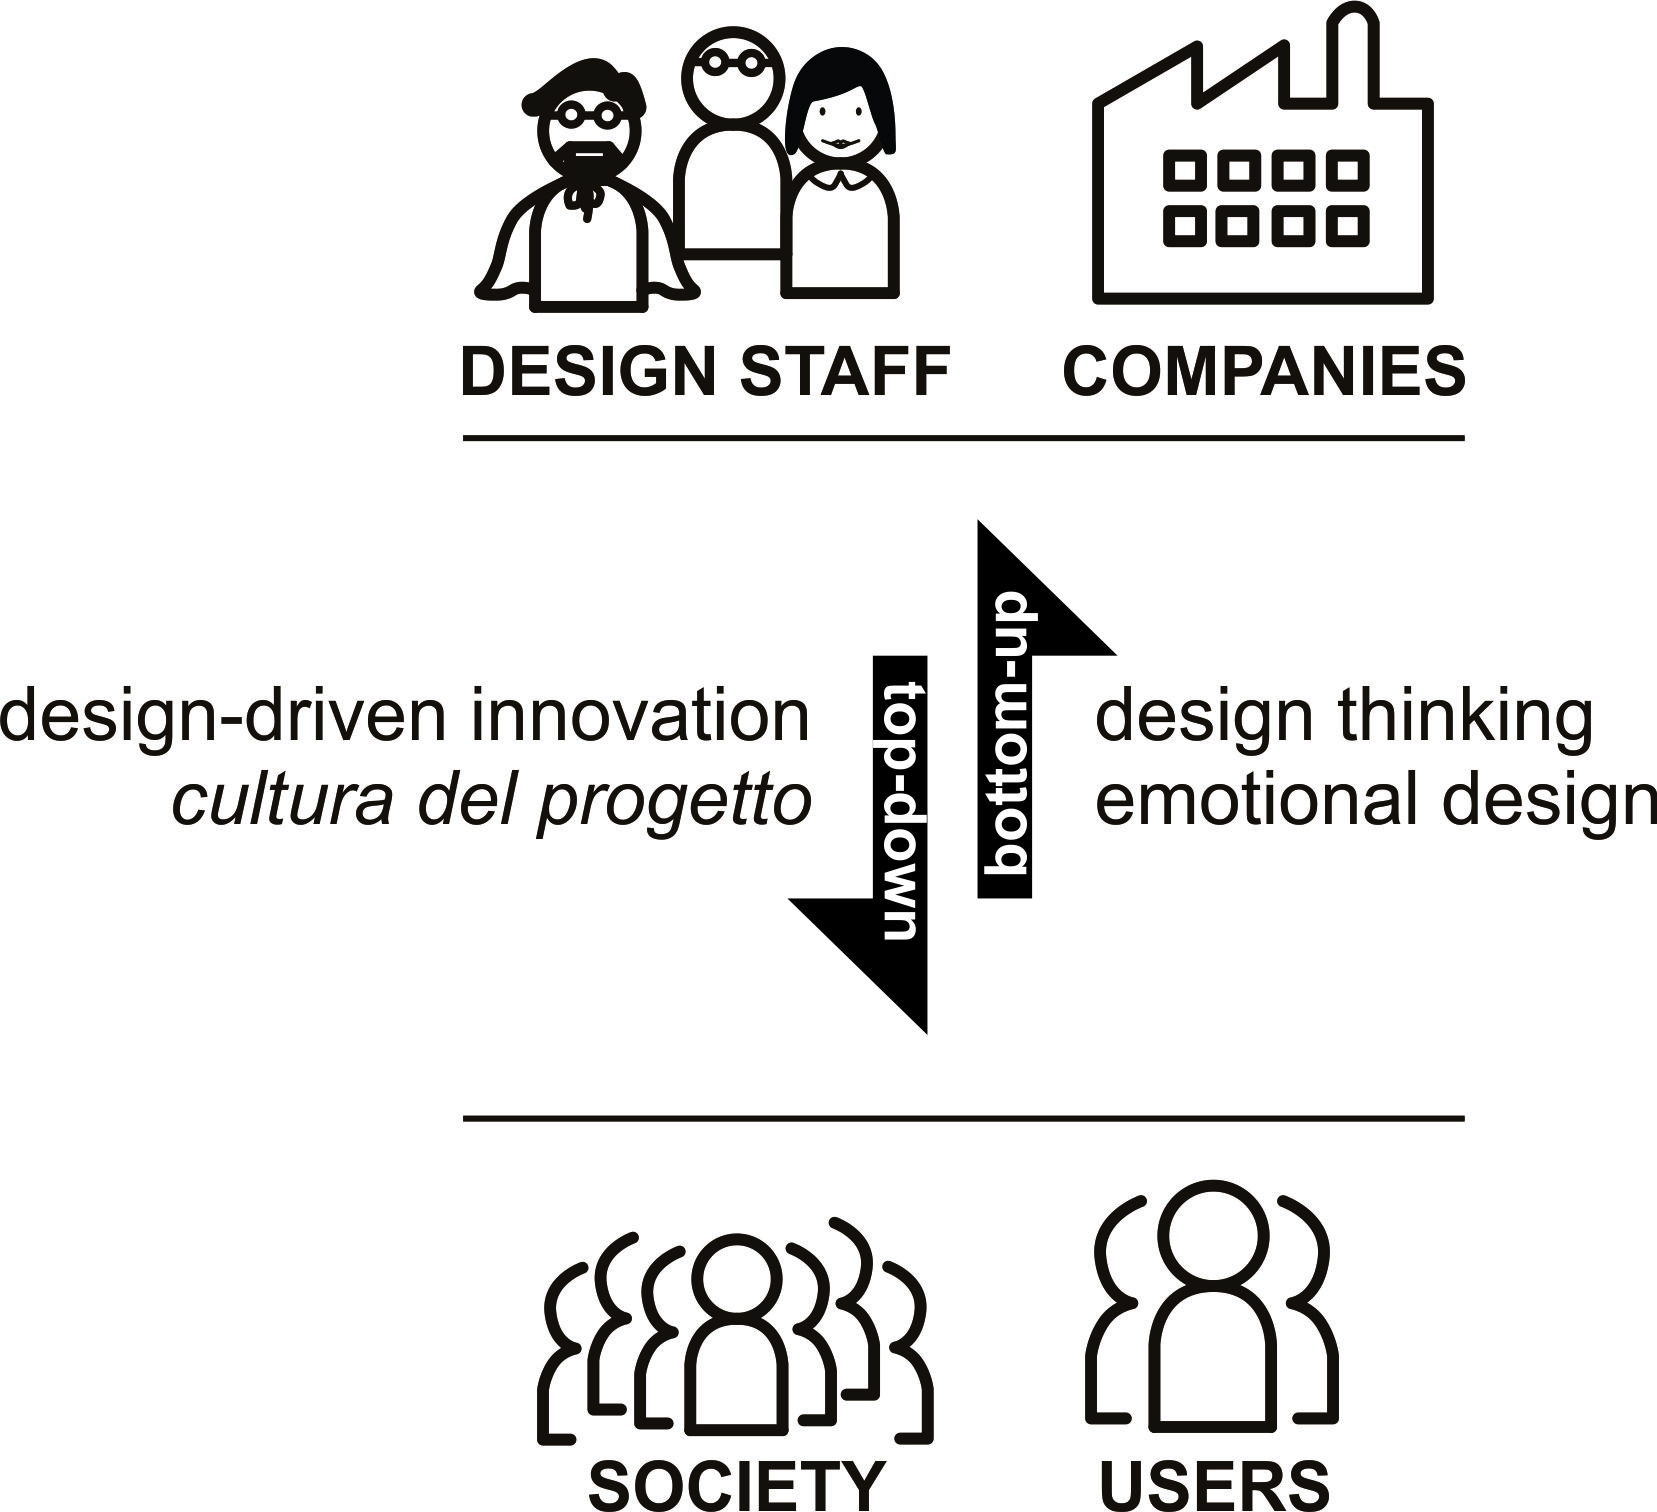 DESIGN STAFF
COMPANIES
design-driven innovation
cultura del progetto
top-down
bottom-up
design thinking
emotional design
SOCIETY
USERS